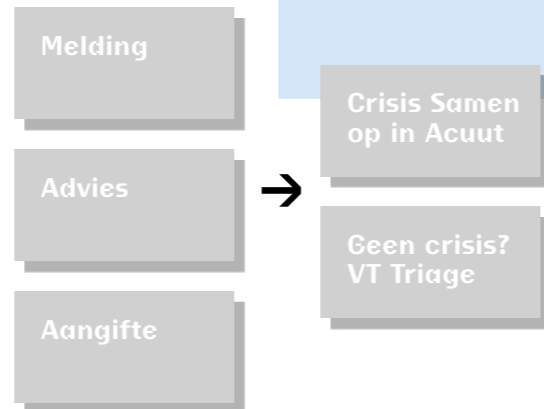 Melding
Advies
Aangifte
Crisis Samen
op in Acuut
Geen crisis?
VT Triage